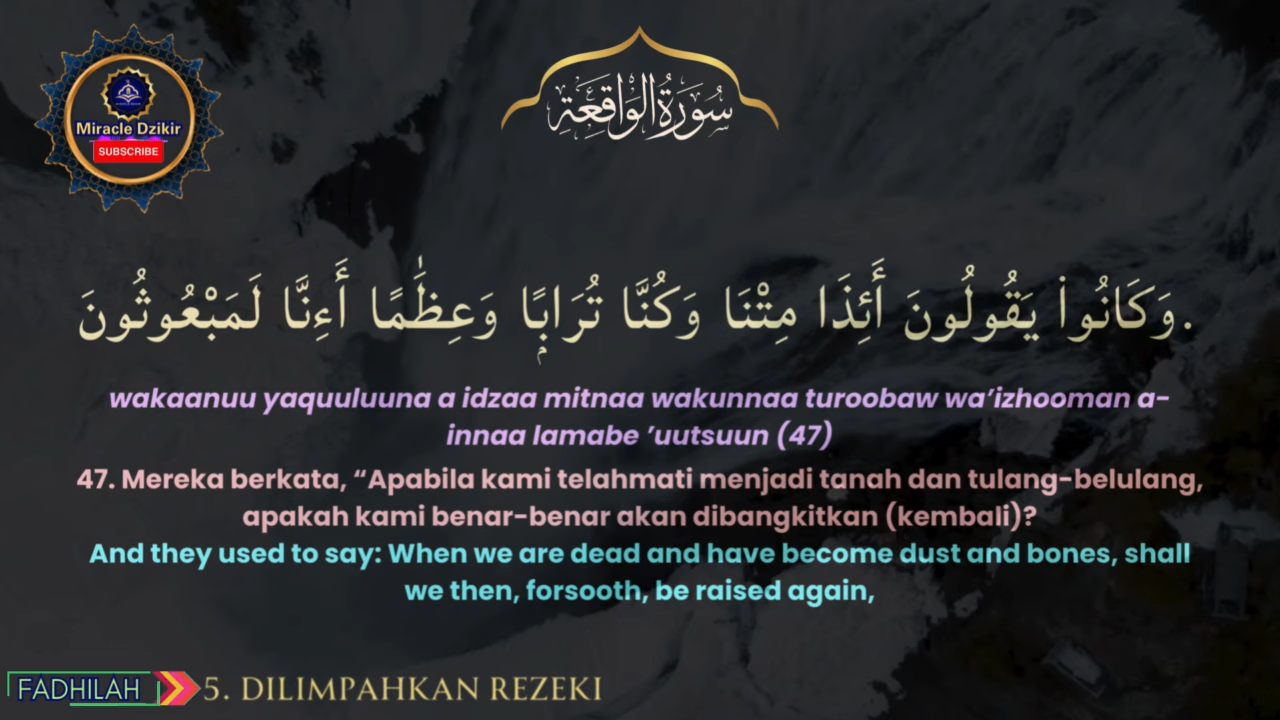 Miracle Dzikir
SUBSCRIBE
سُورَةُ الْوَاقِعَةِ
وَكَانُوا۟ يَقُولُونَ أَئِذَا مِتْنَا وَكُنَّا تُرَابًۭا وَعِظَٰمًا أَءِنَّا لَمَبْعُوثُونَ.
wakaanuu yaquuluuna a idzaa mitnaa wakunnaa turoobaw wa’izhooman a-
innaa lamabe ’uutsuun (47)
47. Mereka berkata, “Apabila kami telahmati menjadi tanah dan tulang-belulang,
apakah kami benar-benar akan dibangkitkan (kembali)?
And they used to say: When we are dead and have become dust and bones, shall
we then, forsooth, be raised again,
FADHILAH 5. DILIMPAHKAN REZEKI